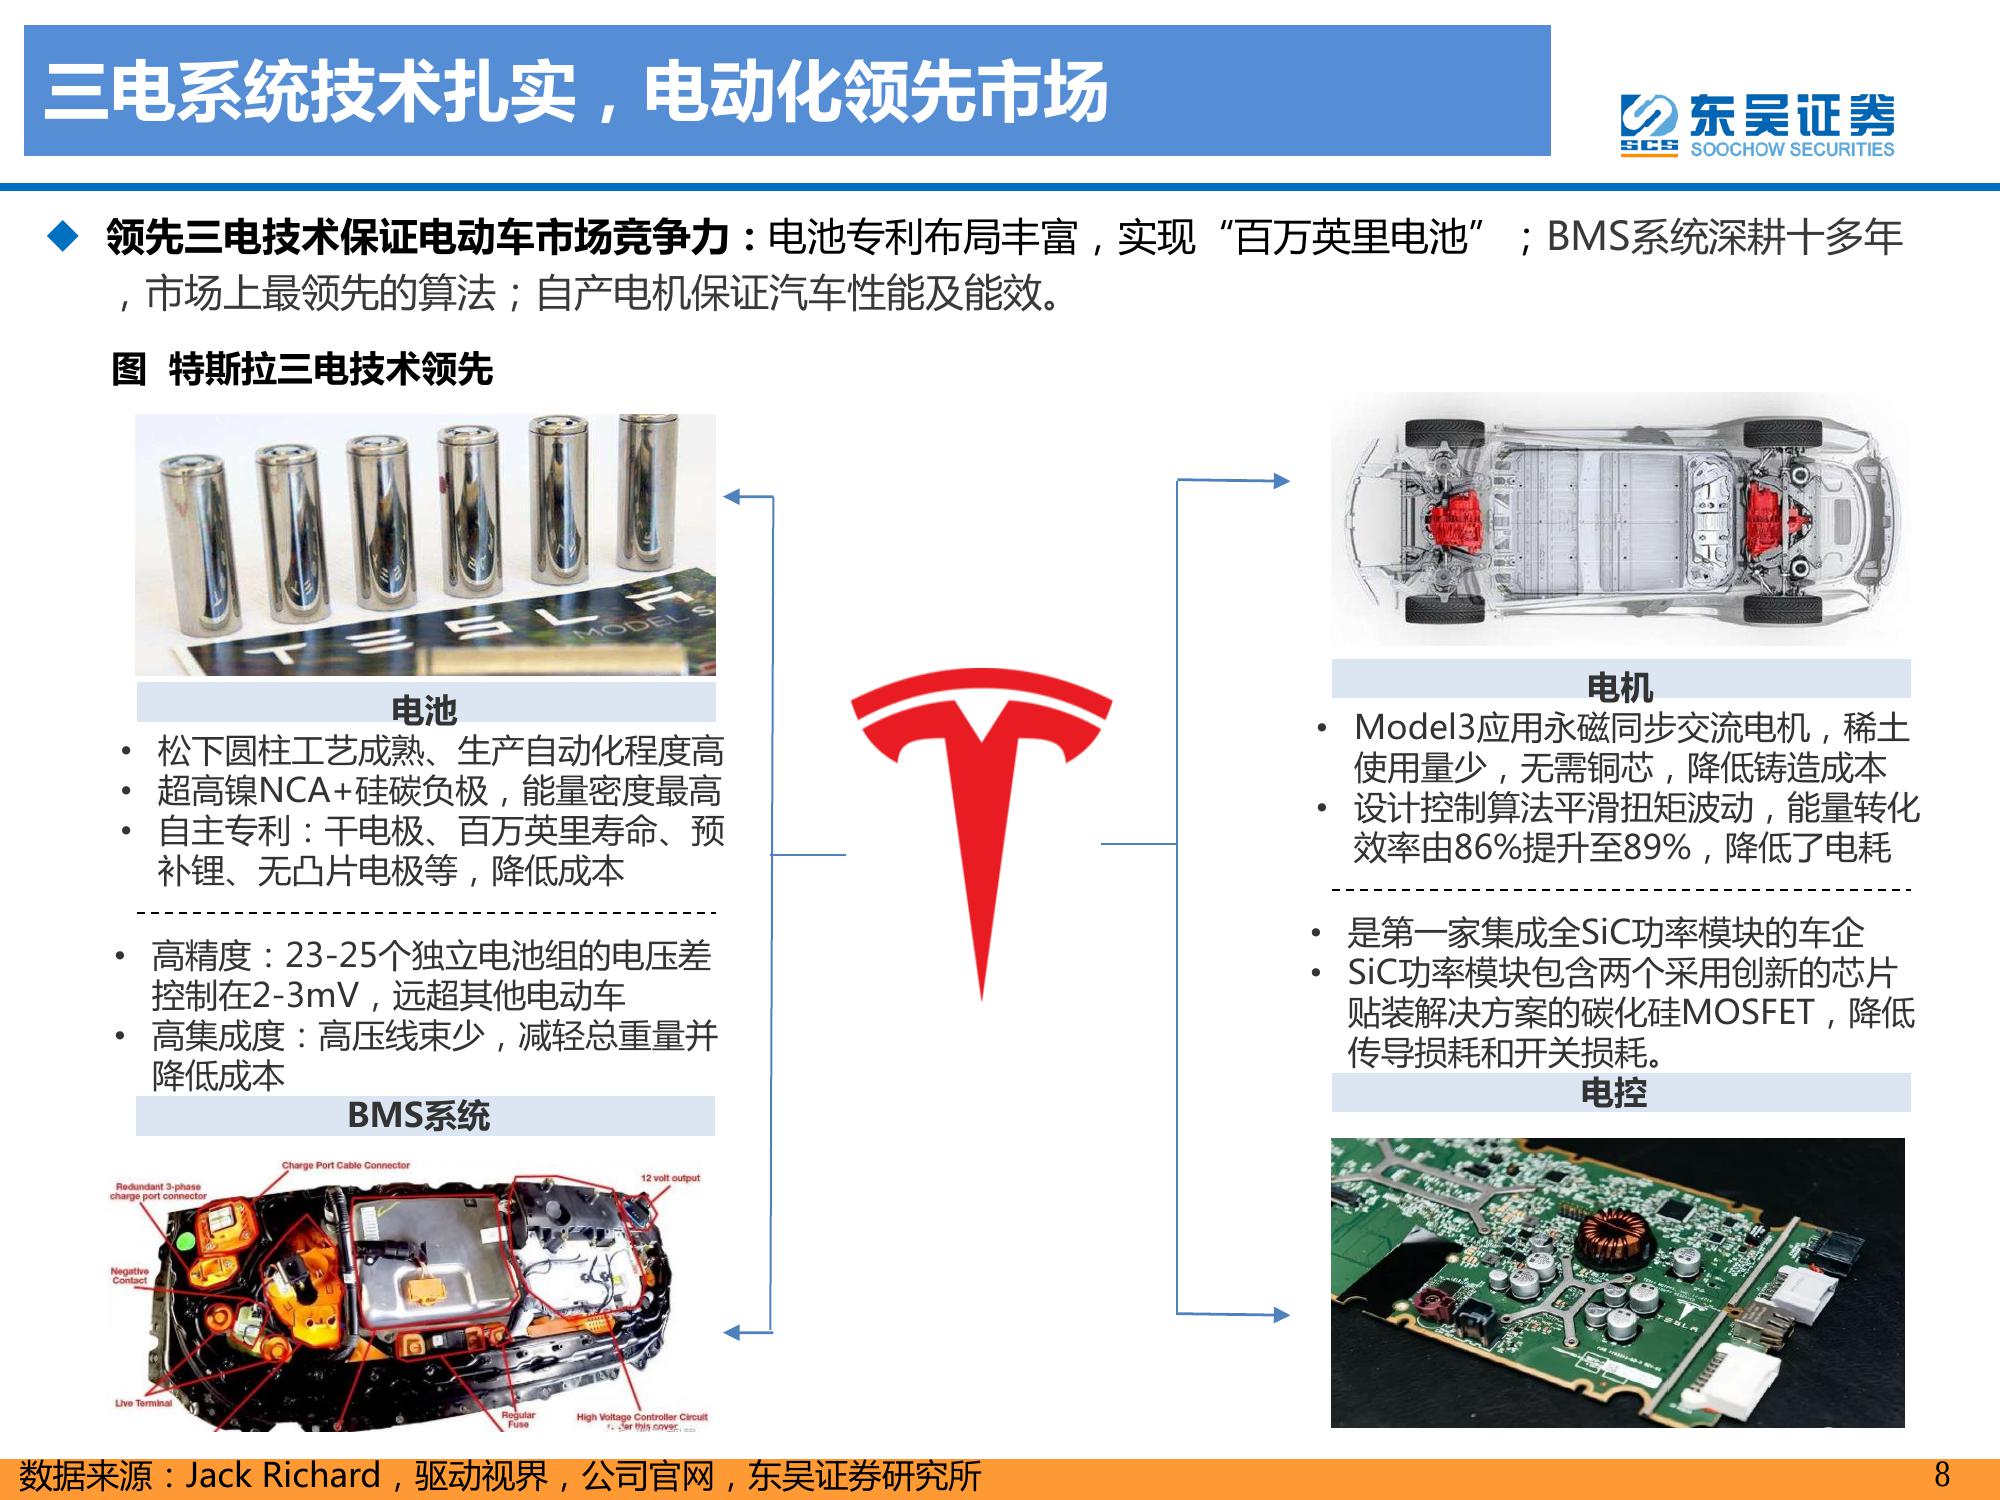 三电系统技术扎实，电动化领先市场
东吴证券
SCS
SOOCHOW SECURITIES
领先三电技术保证电动车市场竞争力：电池专利布局丰富，实现“百万英里电池”；BMS系统深耕十多年
，市场上最领先的算法；自产电机保证汽车性能及能效。
图 特斯拉三电技术领先
TESLA
MODEL S
电池
• 松下圆柱工艺成熟、生产自动化程度高
• 超高镍NCA+硅碳负极，能量密度最高
• 自主专利：干电极、百万英里寿命、预
补锂、无凸片电极等，降低成本
• 高精度：23-25个独立电池组的电压差
控制在2-3mV，远超其他电动车
• 高集成度：高压线束少，减轻总重量并
降低成本
BMS系统
Charge Port Cable Connector
Redundant 3-phase
charge port connector
12 volt output
Negative
Contact
Live Terminal
Regular
Fuse
High Voltage Controller Circuit
this cover
电机
• Model3应用永磁同步交流电机，稀土
使用量少，无需铜芯，降低铸造成本
• 设计控制算法平滑扭矩波动，能量转化
效率由86%提升至89%，降低了电耗
• 是第一家集成全SiC功率模块的车企
• SiC功率模块包含两个采用创新的芯片
贴装解决方案的碳化硅MOSFET，降低
传导损耗和开关损耗。
电控
TESLA
数据来源：Jack Richard，驱动视界，公司官网，东吴证券研究所
8